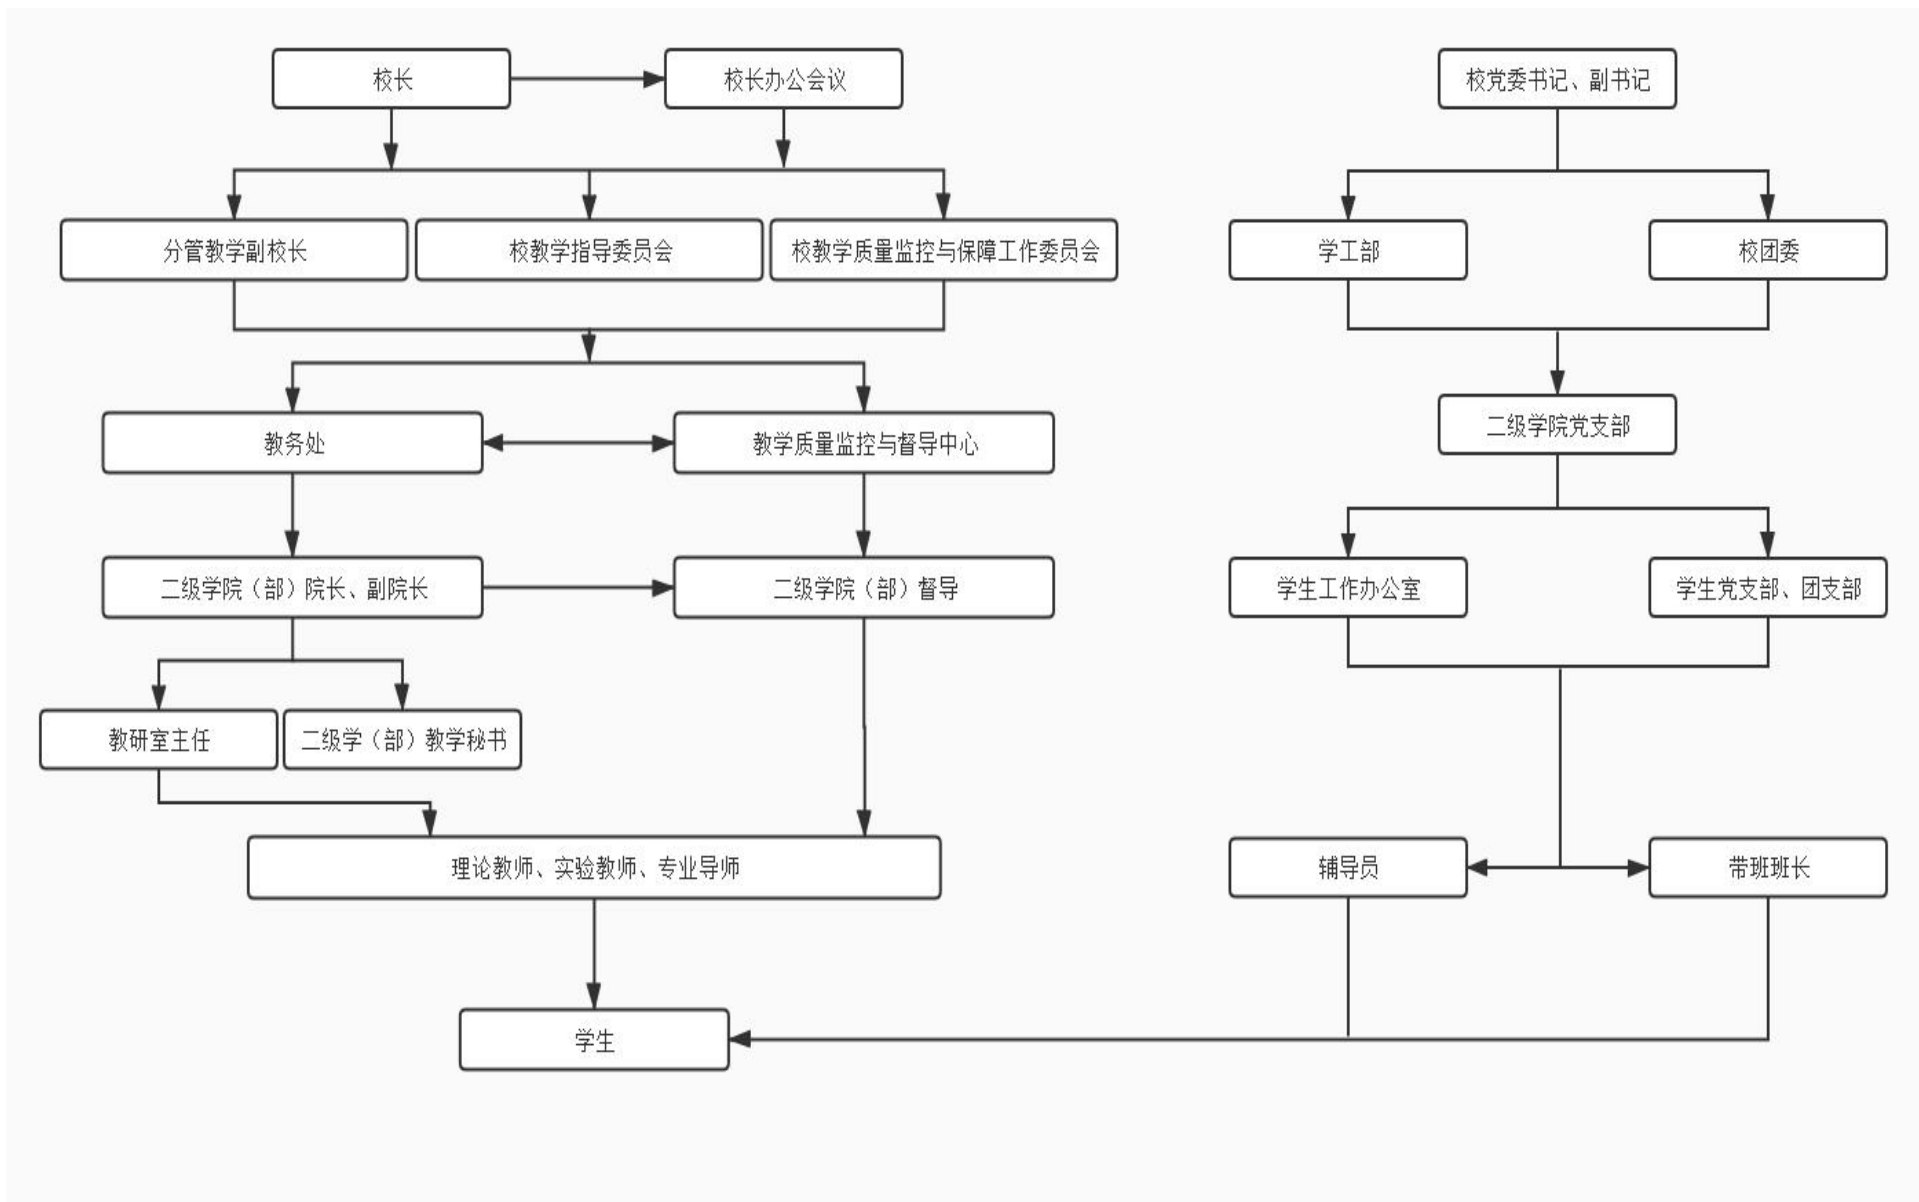 校长
校长办公会议
校党委书记、副书记
分管教学副校长
校教学指导委员会
校教学质量监控与保障工作委员会
学工部
校团委
教务处
教学质量监控与督导中心
二级学院党支部
二级学院（部）院长、副院长
二级学院（部）督导
学生工作办公室
学生党支部、团支部
教研室主任
二级学（部）教学秘书
理论教师、实验教师、专业导师
辅导员
带班班长
学生